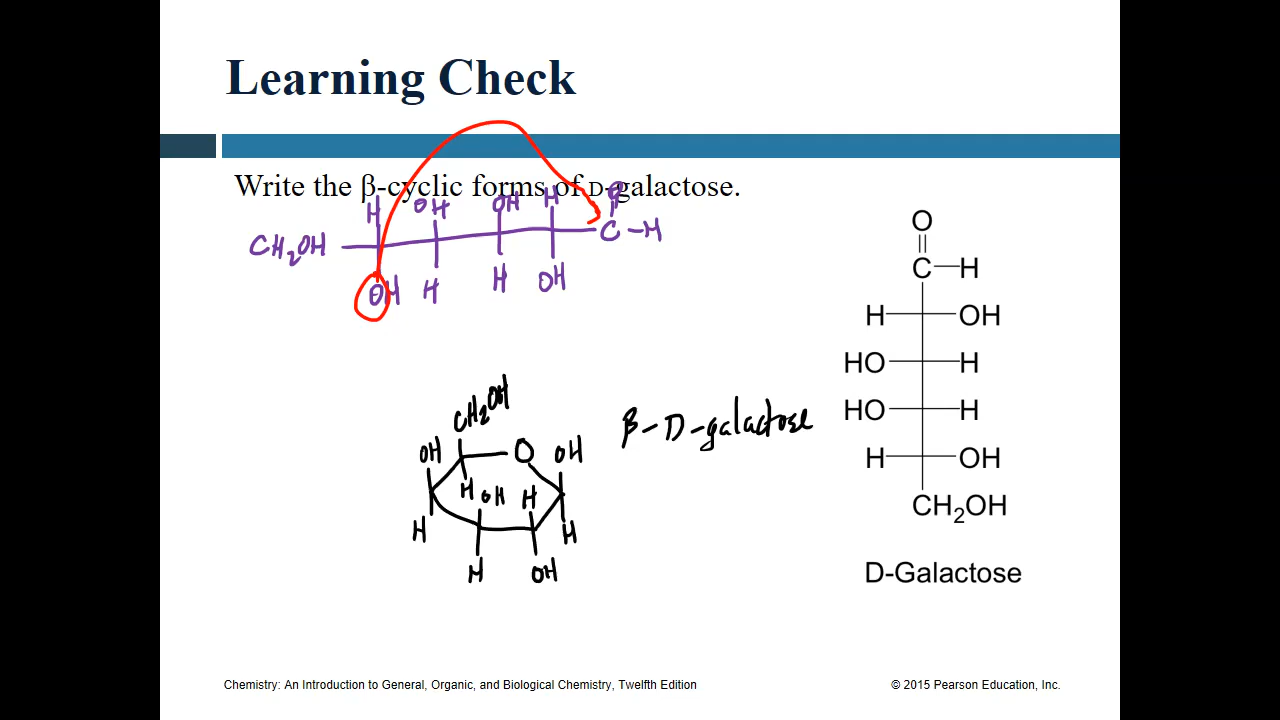 Learning Check
Write the β-cyclic forms of D-galactose.
H OH OH H O
CH₂OH C-H
OH H H OH
O
C H
H OH
HO H
HO H
H OH
CH₂OH
D-Galactose
CH₂OH
OH O OH
H OH H
H H
H OH
β-D-galactose
Chemistry: An Introduction to General, Organic, and Biological Chemistry, Twelfth Edition
© 2015 Pearson Education, Inc.